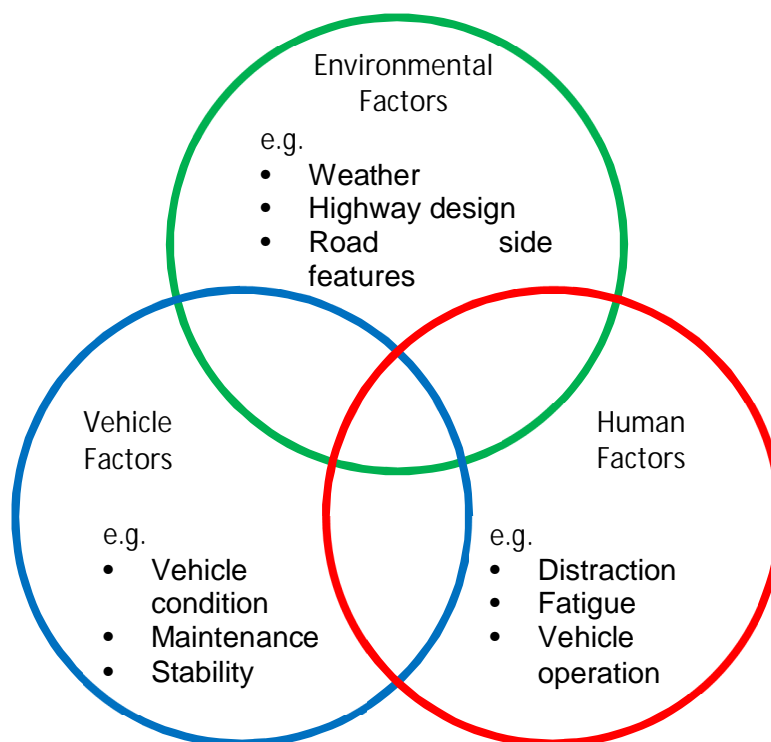 Environmental
Factors
e.g.
• Weather
• Highway design
• Road side
features
Vehicle
Factors
e.g.
• Vehicle
condition
• Maintenance
• Stability
Human
Factors
e.g.
• Distraction
• Fatigue
• Vehicle
operation